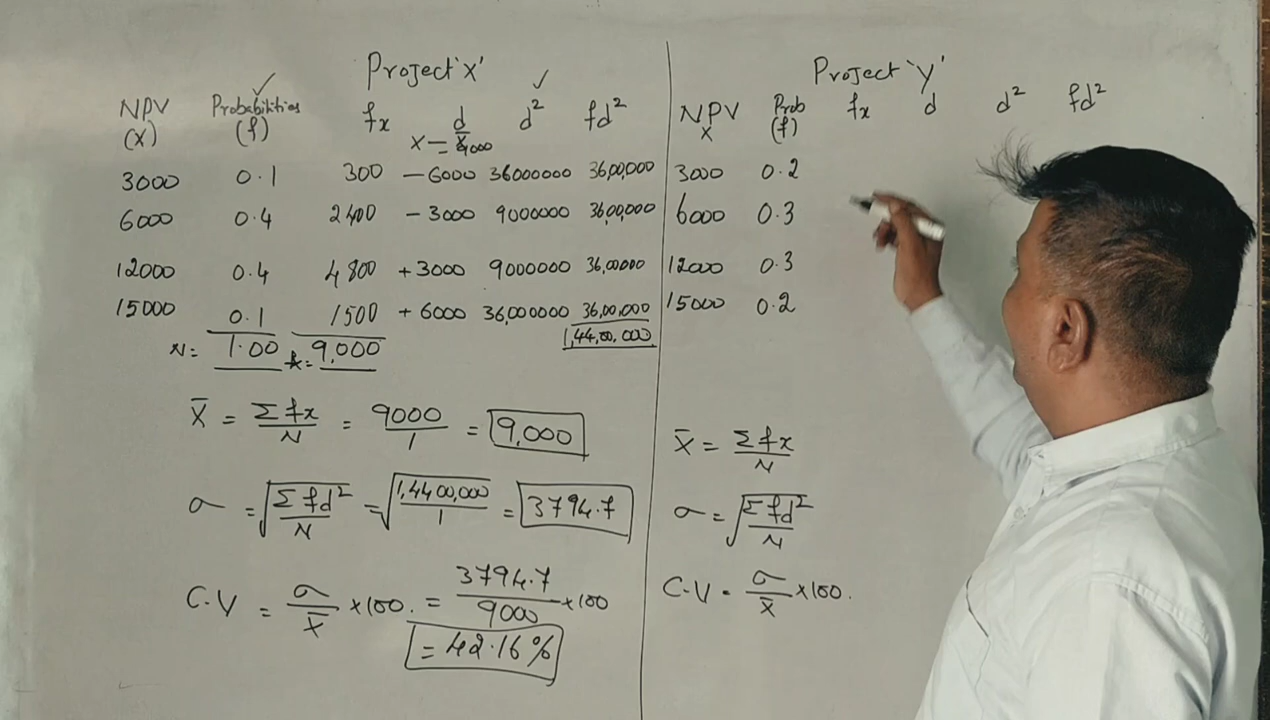 Project 'X'
NPV Probabilities fx d d² fd²
(X) (f) X - 9000
3000 0.1 300 - 6000 36000000 36,00,000
6000 0.4 2400 - 3000 9000000 36,00,000
12000 0.4 4800 + 3000 9000000 36,00000
15000 0.1 1500 + 6000 36,000000 36,00,000
N= 1.00 = 9,000 1,44,00,000
X̄ = Σfx/N = 9000/1 = 9,000
σ = √Σfd²/N = √1,4400,000/1 = 3794.7
C.V = σ/X̄ ×100. = 3794.7/9000 ×100
= 42.16%
Project 'Y'
NPV Prob fx d d² fd²
X (f)
3000 0.2
6000 0.3
12000 0.3
15000 0.2
X̄ = Σfx/N
σ = √Σfd²/N
C.V = σ/X̄ ×100.